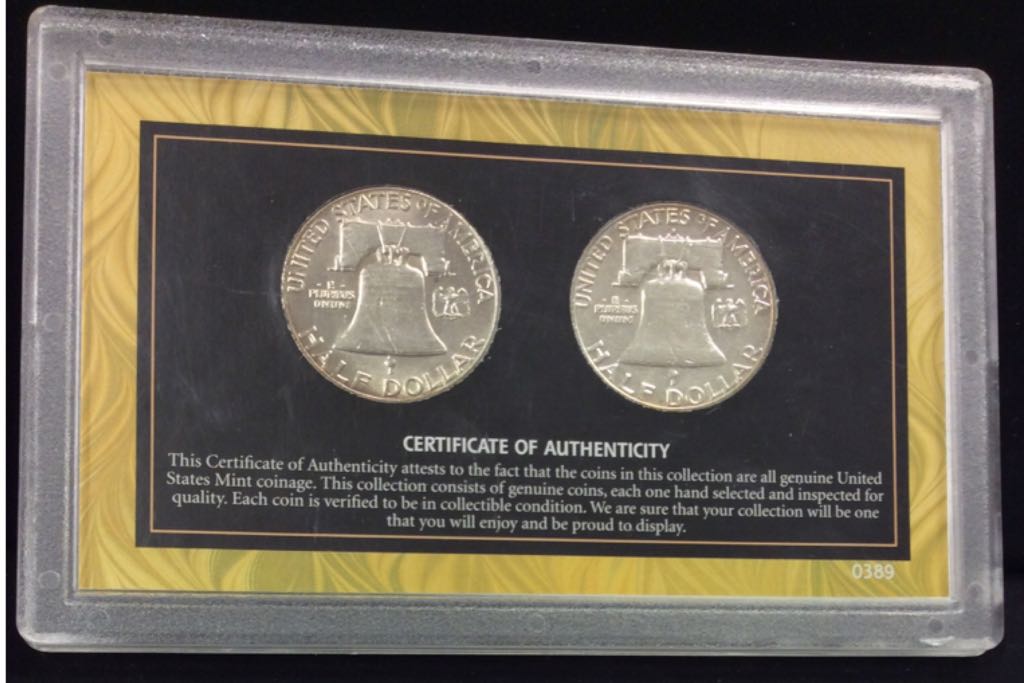 UNITED STATES OF AMERICA
E
PLURIBUS
UNUM
HALF DOLLAR
UNITED STATES OF AMERICA
E
PLURIBUS
UNUM
HALF DOLLAR
CERTIFICATE OF AUTHENTICITY
This Certificate of Authenticity attests to the fact that the coins in this collection are all genuine United
States Mint coinage. This collection consists of genuine coins, each one hand selected and inspected for
quality. Each coin is verified to be in collectible condition. We are sure that your collection will be one
that you will enjoy and be proud to display.
0389